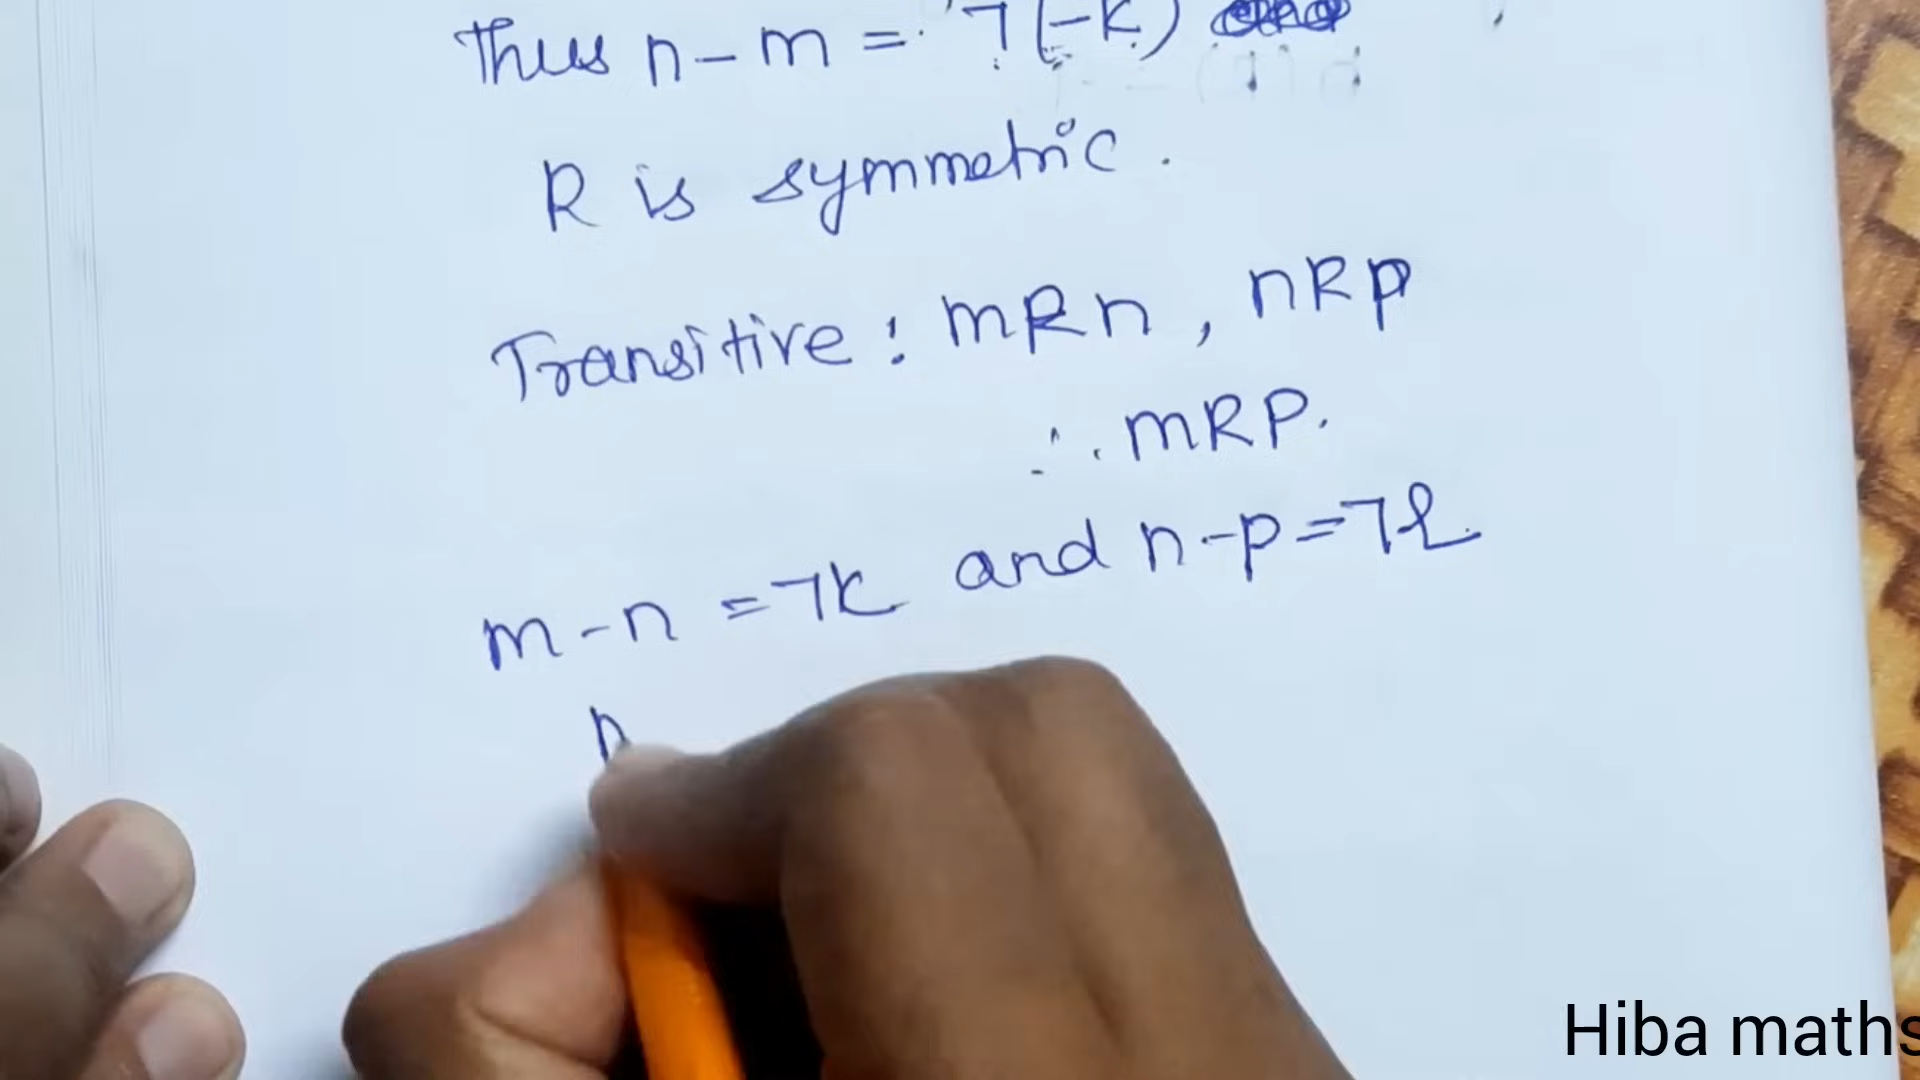 Thus n - m = 7(-k)
R is symmetric.
Transitive : mRn , nRp
∴ mRP.
m - n = 7k and n - p = 7l
n
Hiba maths